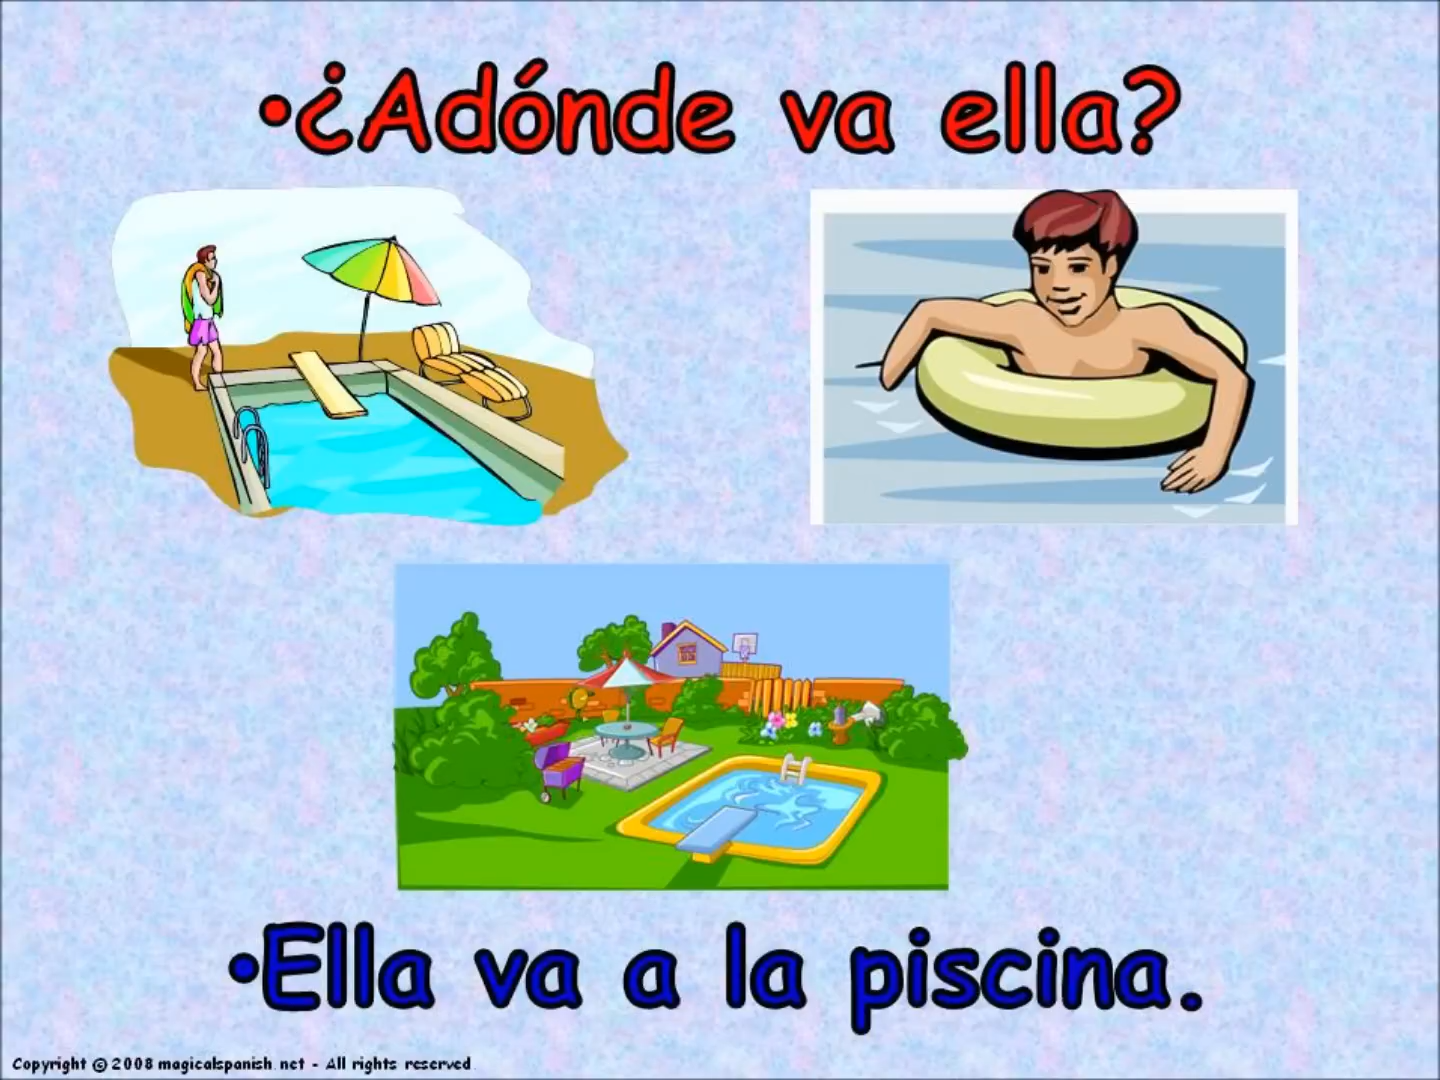 •¿Adónde va ella?
•Ella va a la piscina.
Copyright © 2008 magicalspanish.net - All rights reserved